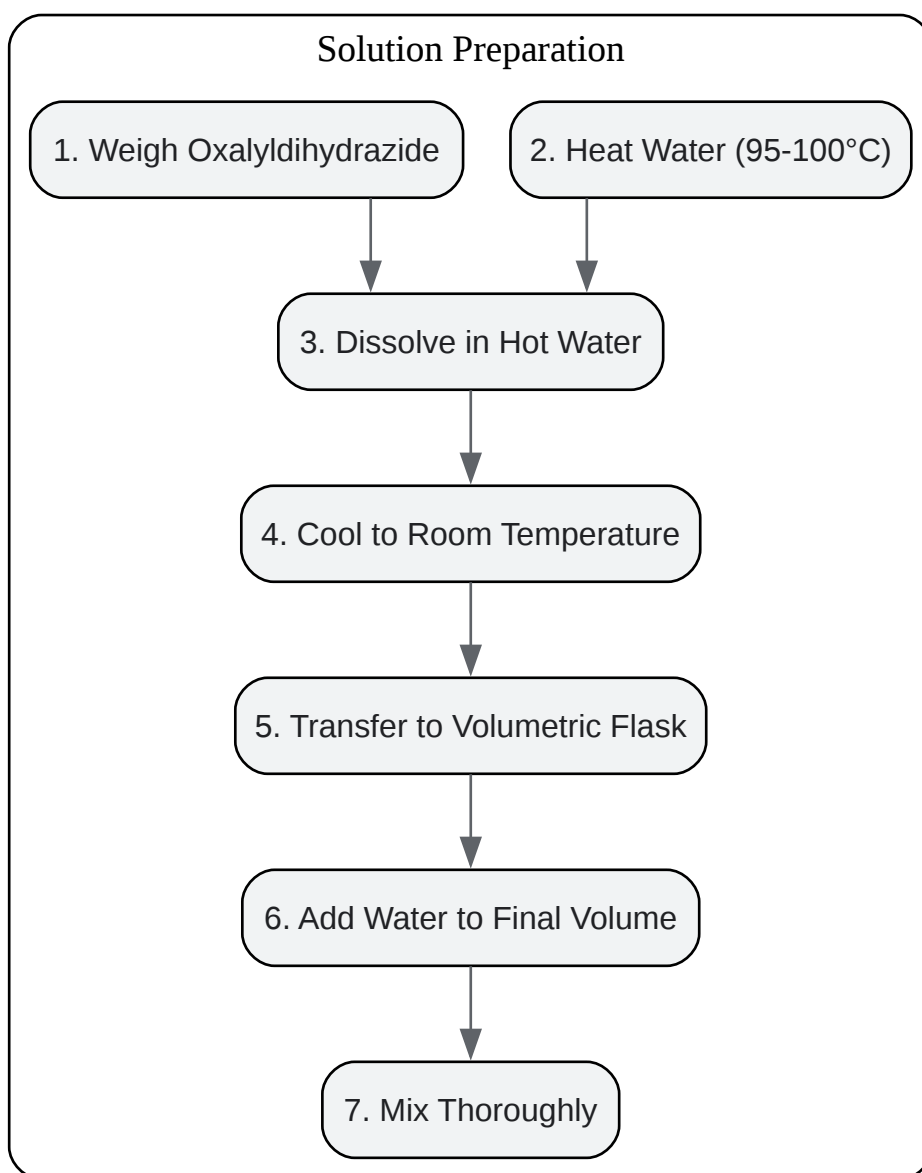 Solution Preparation
1. Weigh Oxalyldihydrazide
2. Heat Water (95-100°C)
3. Dissolve in Hot Water
4. Cool to Room Temperature
5. Transfer to Volumetric Flask
6. Add Water to Final Volume
7. Mix Thoroughly